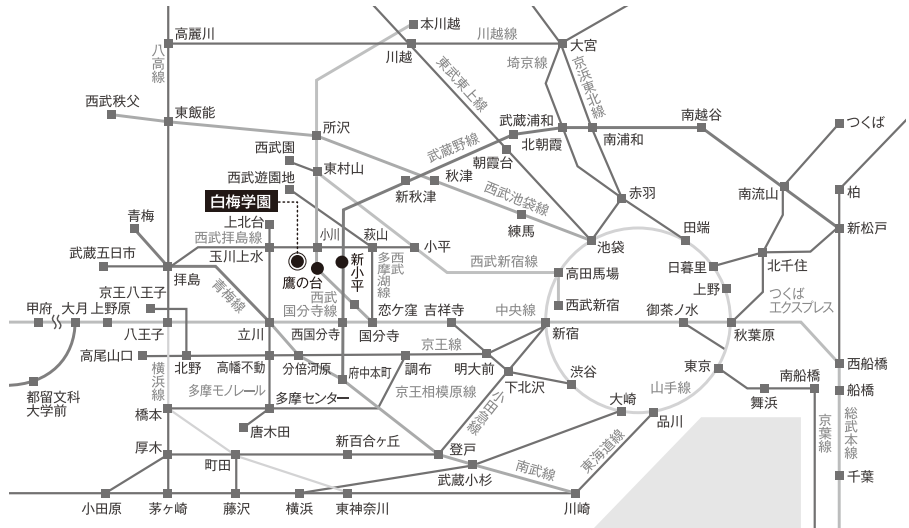 本川越
高麗川
川越線
大宮
八高線
川越
埼京線
京浜東北線
東武東上線
西武秩父
東飯能
所沢
武蔵浦和
南越谷
つくば
北朝霞
南浦和
武蔵野線
朝霞台
西武園
東村山
秋津
西武遊園地
新秋津
西武池袋線
赤羽
南流山
柏
白梅学園
青梅
上北台
練馬
西武拝島線
小川
萩山
小平
池袋
田端
新松戸
武蔵五日市
玉川上水
拝島
鷹の台
新小平
西武
多摩湖線
西武新宿線
高田馬場
日暮里
北千住
青梅線
京王八王子
西武
国分寺線
上野
つくば
エクスプレス
甲府
大月
上野原
恋ケ窪
吉祥寺
中央線
西武新宿
御茶ノ水
八王子
立川
西国分寺
国分寺
新宿
秋葉原
京王線
高尾山口
北野
高幡不動
分倍河原
調布
明大前
東京
西船橋
横浜線
府中本町
渋谷
南船橋
船橋
都留文科
大学前
多摩モノレール
多摩センター
京王相模原線
下北沢
山手線
舞浜
小田急線
橋本
唐木田
大崎
品川
京葉線
総武本線
厚木
町田
新百合ヶ丘
登戸
東海道線
武蔵小杉
南武線
千葉
小田原
茅ヶ崎
藤沢
横浜
東神奈川
川崎